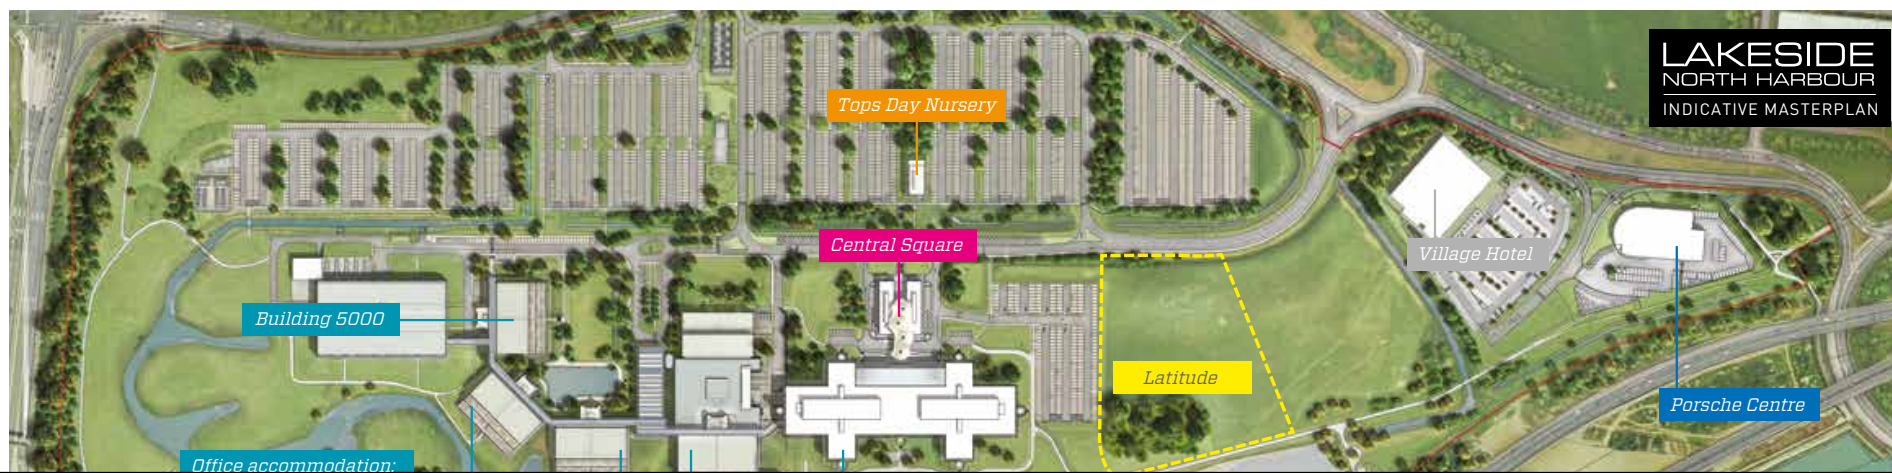 LAKESIDE
NORTH HARBOUR
INDICATIVE MASTERPLAN
Tops Day Nursery
Central Square
Village Hotel
Building 5000
Latitude
Porsche Centre
Office accommodation: